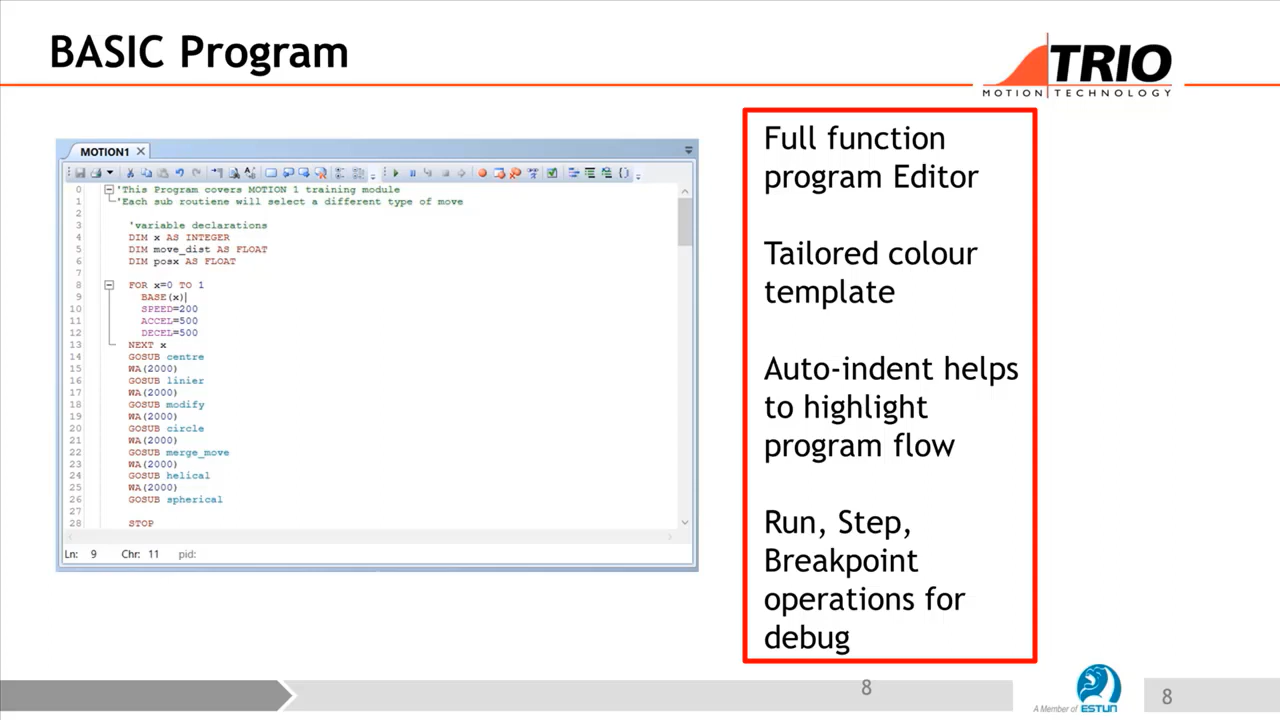 BASIC Program
TRIO
MOTION TECHNOLOGY
MOTION1
0 'This Program covers MOTION 1 training module
1 'Each sub routiene will select a different type of move
2
3 'variable declarations
4 DIM x AS INTEGER
5 DIM move_dist AS FLOAT
6 DIM posx AS FLOAT
7
8 FOR x=0 TO 1
9 BASE(x)
10 SPEED=200
11 ACCEL=500
12 DECEL=500
13 NEXT x
14 GOSUB centre
15 WA(2000)
16 GOSUB linier
17 WA(2000)
18 GOSUB modify
19 WA(2000)
20 GOSUB circle
21 WA(2000)
22 GOSUB merge_move
23 WA(2000)
24 GOSUB helical
25 WA(2000)
26 GOSUB spherical
27
28 STOP
Ln: 9 Chr: 11 pid:
Full function
program Editor
Tailored colour
template
Auto-indent helps
to highlight
program flow
Run, Step,
Breakpoint
operations for
debug
8
A Member of ESTUN
8